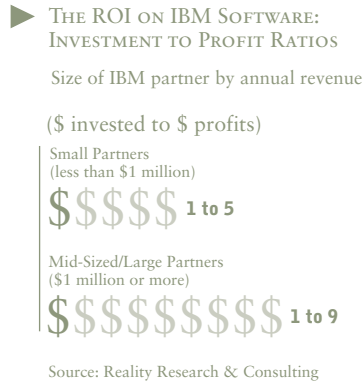 The ROI on IBM Software:
Investment to Profit Ratios
Size of IBM partner by annual revenue
($ invested to $ profits)
Small Partners
(less than $1 million)
$ $ $ $ $ 1 to 5
Mid-Sized/Large Partners
($1 million or more)
$ $ $ $ $ $ $ $ $ 1 to 9
Source: Reality Research & Consulting